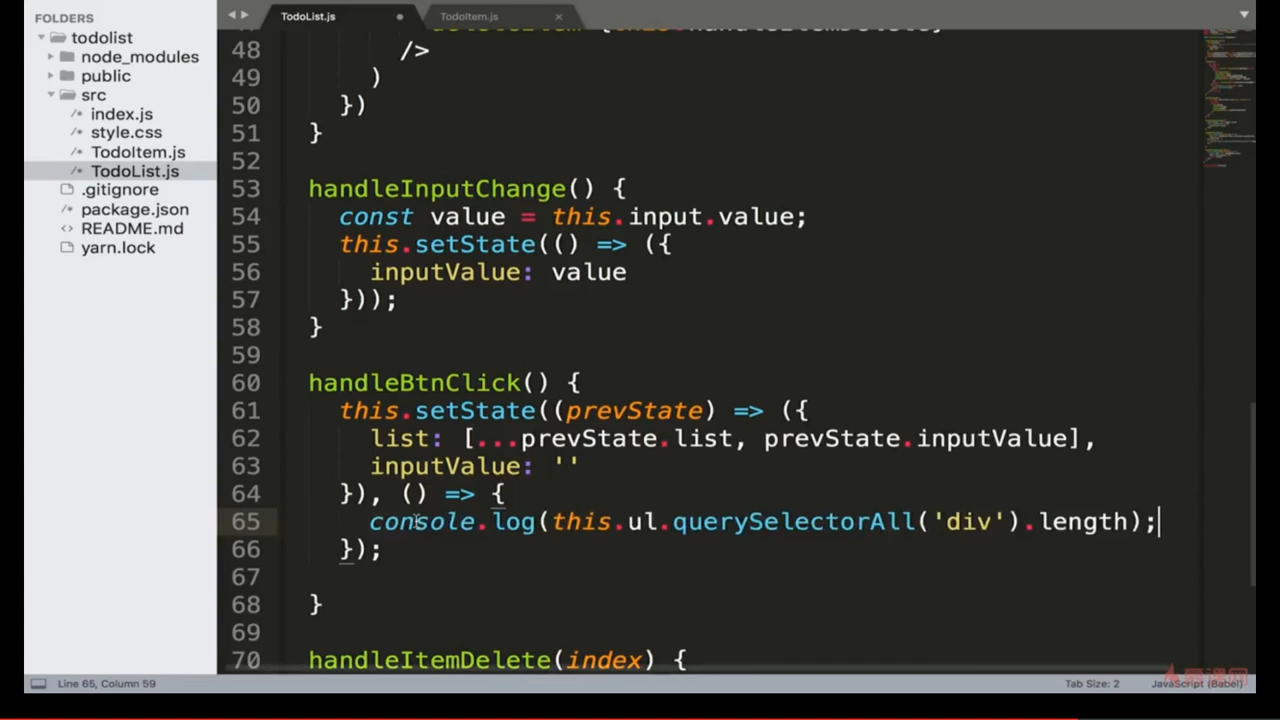 FOLDERS
todolist
node_modules
public
src
index.js
style.css
TodoItem.js
TodoList.js
.gitignore
package.json
README.md
yarn.lock
TodoList.js
TodoItem.js
48 />
49 )
50 })
51 }
52
53 handleInputChange() {
54 const value = this.input.value;
55 this.setState(() => ({
56 inputValue: value
57 }));
58 }
59
60 handleBtnClick() {
61 this.setState((prevState) => ({
62 list: [...prevState.list, prevState.inputValue],
63 inputValue: ''
64 }), () => {
65 console.log(this.ul.querySelectorAll('div').length);
66 });
67
68 }
69
70 handleItemDelete(index) {
Line 65, Column 59
Tab Size: 2
JavaScript (Babel)
慕课网